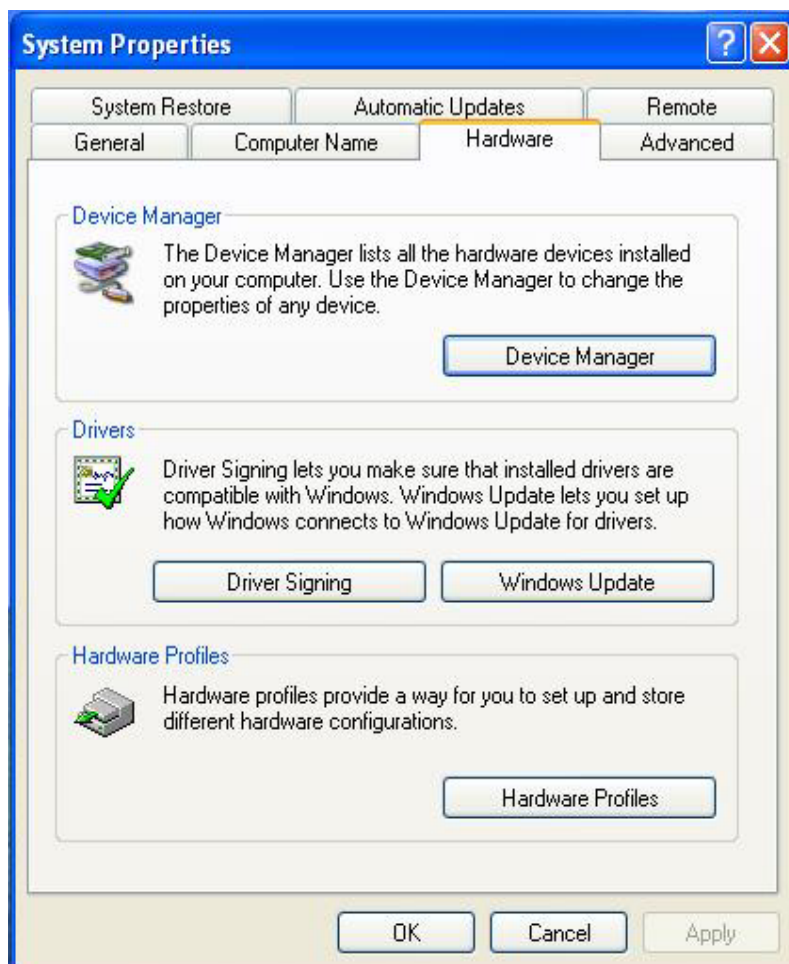 System Properties
System Restore Automatic Updates Remote
General Computer Name Hardware Advanced
Device Manager
The Device Manager lists all the hardware devices installed
on your computer. Use the Device Manager to change the
properties of any device.
Device Manager
Drivers
Driver Signing lets you make sure that installed drivers are
compatible with Windows. Windows Update lets you set up
how Windows connects to Windows Update for drivers.
Driver Signing Windows Update
Hardware Profiles
Hardware profiles provide a way for you to set up and store
different hardware configurations.
Hardware Profiles
OK Cancel Apply